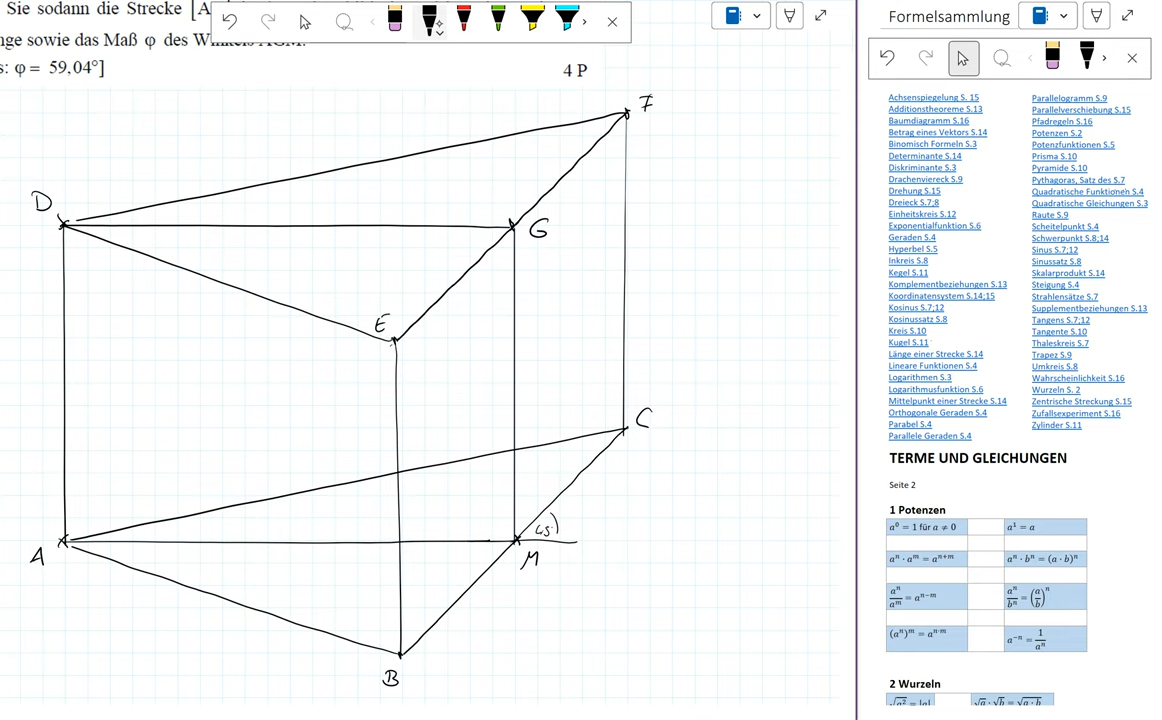 Sie sodann die Strecke [A
nge sowie das Maß φ des W
s: φ = 59,04°]
4 P
F
D
G
E
C
45°
A
M
B
Formelsammlung
Achsenspiegelung S. 15
Additionstheoreme S.13
Baumdiagramm S.16
Betrag eines Vektors S.14
Binomisch Formeln S.3
Determinante S.14
Diskriminante S.3
Drachenviereck S.9
Drehung S.15
Dreieck S.7;8
Einheitskreis S.12
Exponentialfunktion S.6
Geraden S.4
Hyperbel S.5
Inkreis S.8
Kegel S.11
Komplementbeziehungen S.13
Koordinatensystem S.14;15
Kosinus S.7;12
Kosinussatz S.8
Kreis S.10
Kugel S.11
Länge einer Strecke S.14
Lineare Funktionen S.4
Logarithmen S.3
Logarithmusfunktion S.6
Mittelpunkt einer Strecke S.14
Orthogonale Geraden S.4
Parabel S.4
Parallele Geraden S.4
Parallelogramm S.9
Parallelverschiebung S.15
Pfadregeln S.16
Potenzen S.2
Potenzfunktionen S.5
Prisma S.10
Pyramide S.10
Pythagoras, Satz des S.7
Quadratische Funktionen S.4
Quadratische Gleichungen S.3
Raute S.9
Scheitelpunkt S.4
Schwerpunkt S.8;14
Sinus S.7;12
Sinussatz S.8
Skalarprodukt S.14
Steigung S.4
Strahlensätze S.7
Supplementbeziehungen S.13
Tangens S.7;12
Tangente S.10
Thaleskreis S.7
Trapez S.9
Umkreis S.8
Wahrscheinlichkeit S.16
Wurzeln S. 2
Zentrische Streckung S.15
Zufallsexperiment S.16
Zylinder S.11
TERME UND GLEICHUNGEN
Seite 2
1 Potenzen
a⁰ = 1 für a ≠ 0
a¹ = a
aⁿ · aᵐ = aⁿ⁺ᵐ
aⁿ · bⁿ = (a · b)ⁿ
aⁿ/aᵐ = aⁿ⁻ᵐ
aⁿ/bⁿ = (a/b)ⁿ
(aⁿ)ᵐ = aⁿ·ᵐ
a⁻ⁿ = 1/aⁿ
2 Wurzeln
√a² = |a|
√a · √b = √a · b